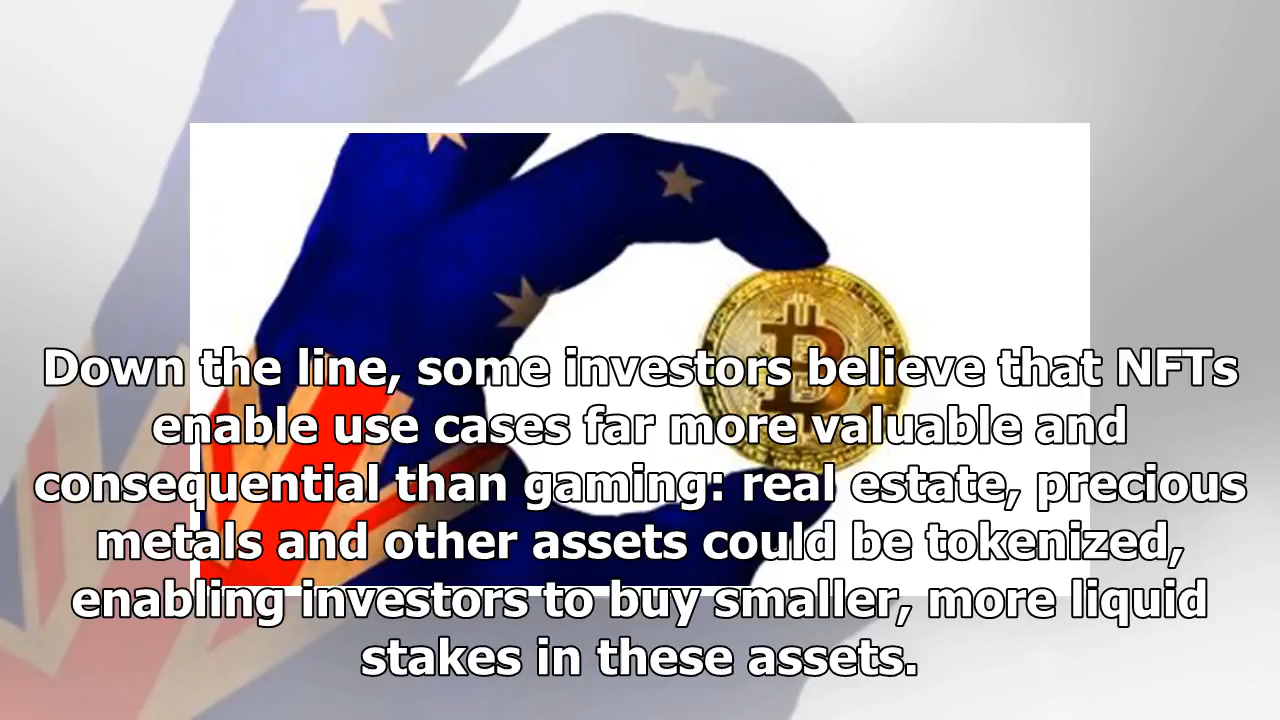 Down the line, some investors believe that NFTs
enable use cases far more valuable and
consequential than gaming: real estate, precious
metals and other assets could be tokenized,
enabling investors to buy smaller, more liquid
stakes in these assets.